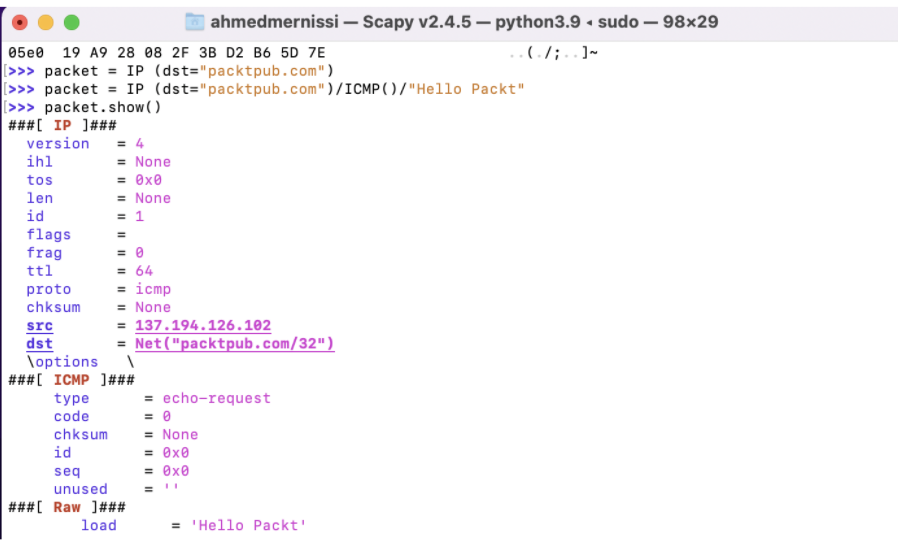 ahmedmernissi — Scapy v2.4.5 — python3.9 ◂ sudo — 98×29
05e0  19 A9 28 08 2F 3B D2 B6 5D 7E                    ..(./;..]~
[>>> packet = IP (dst="packtpub.com")
[>>> packet = IP (dst="packtpub.com")/ICMP()/"Hello Packt"
[>>> packet.show()
###[ IP ]###
  version   = 4
  ihl       = None
  tos       = 0x0
  len       = None
  id        = 1
  flags     =
  frag      = 0
  ttl       = 64
  proto     = icmp
  chksum    = None
  src       = 137.194.126.102
  dst       = Net("packtpub.com/32")
  \options   \
###[ ICMP ]###
     type      = echo-request
     code      = 0
     chksum    = None
     id        = 0x0
     seq       = 0x0
     unused    = ''
###[ Raw ]###
        load      = 'Hello Packt'